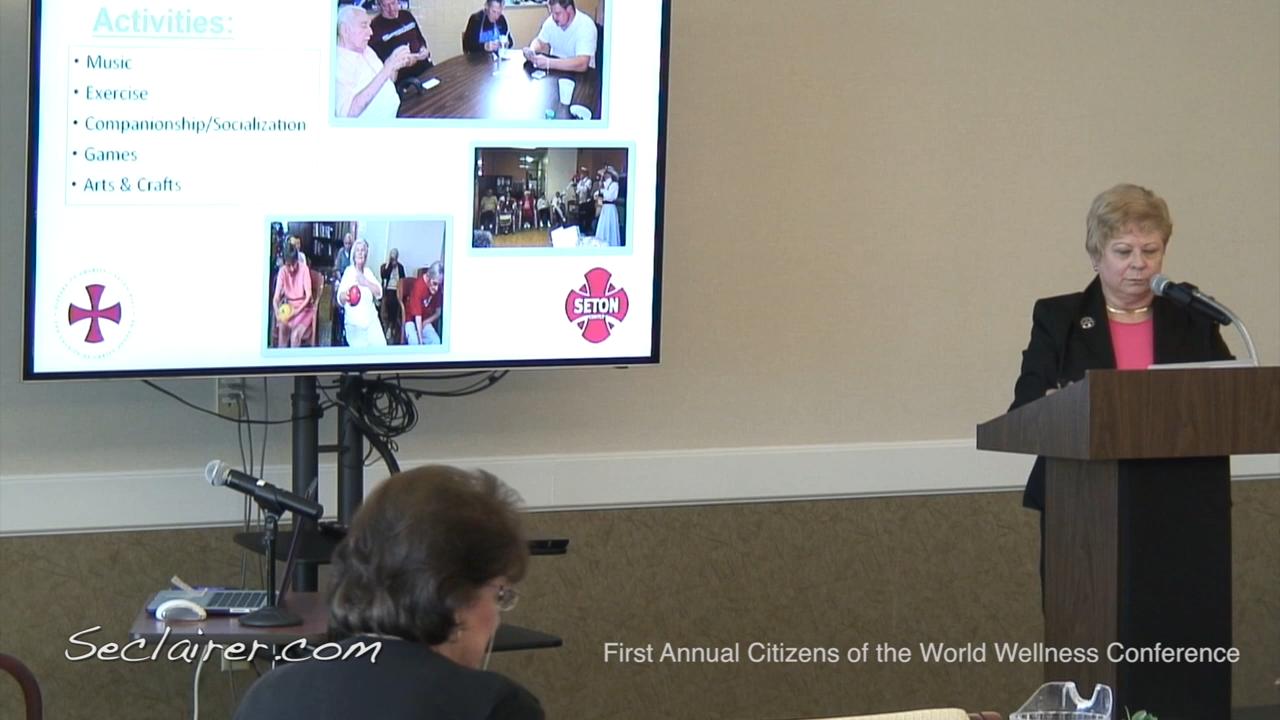 Activities:
• Music
• Exercise
• Companionship/Socialization
• Games
• Arts & Crafts
SETON
CENTER
Seclairer.com
First Annual Citizens of the World Wellness Conference